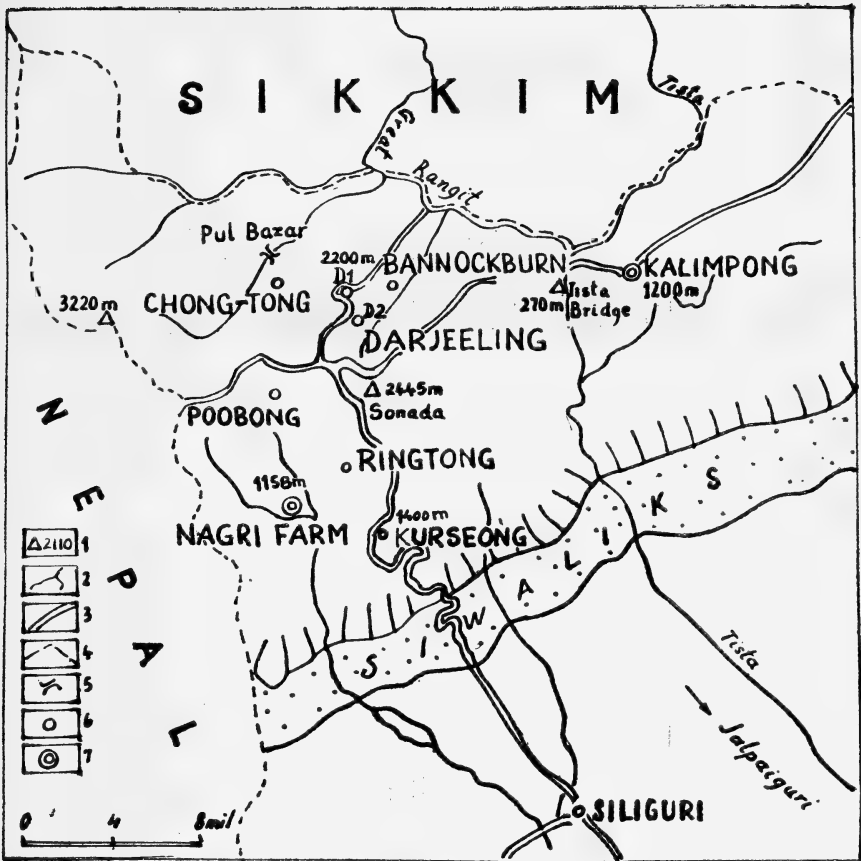 SIKKIM
Tista
Great
Rangit
Pul Bazar
2200m
D1
BANNOCKBURN
KALIMPONG
1200m
3220m
CHONG-TONG
270m
Tista
Bridge
D2
DARJEELING
2445m
Sonada
POOBONG
RINGTONG
1158m
NAGRI FARM
1400m
KURSEONG
NEPAL
SIWALIKS
2110 1
2
3
4
5
6
7
Tista
Jalpaiguri
0 4 8mil
SILIGURI